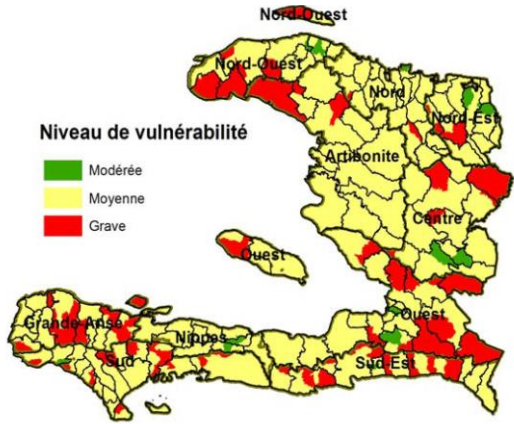 Nord-Ouest
Nord-Ouest
Nord
Nord-Est
Niveau de vulnérabilité
Modérée
Moyenne
Grave
Artibonite
Centre
Ouest
Ouest
Grande Anse
Nippes
Sud
Sud-Est